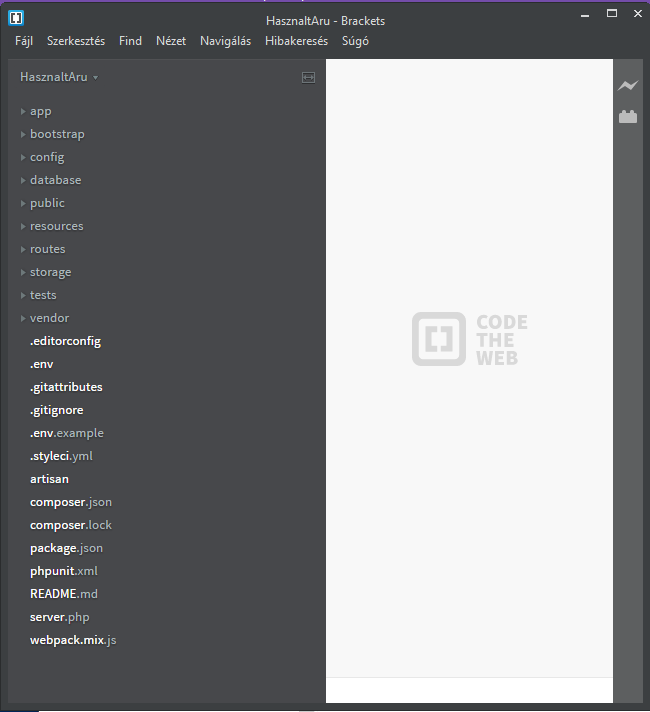 HasznaltAru - Brackets
Fájl Szerkesztés Find Nézet Navigálás Hibakeresés Súgó
HasznaltAru
app
bootstrap
config
database
public
resources
routes
storage
tests
vendor
.editorconfig
.env
.gitattributes
.gitignore
.env.example
.styleci.yml
artisan
composer.json
composer.lock
package.json
phpunit.xml
README.md
server.php
webpack.mix.js
CODE
THE
WEB